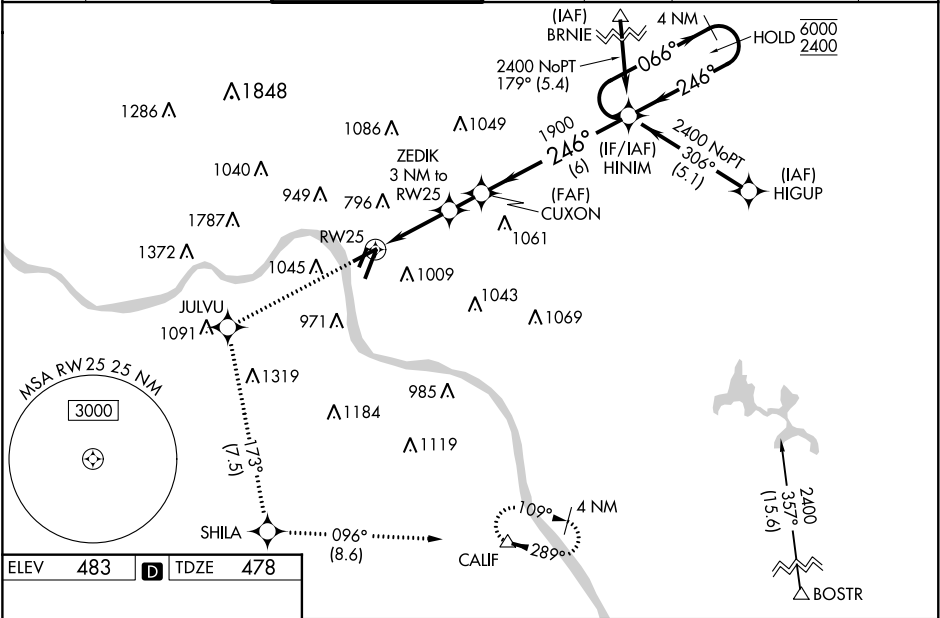 (IAF)
BRNIE
4 NM
HOLD 6000
2400
2400 NoPT
179° (5.4)
066°
246°
1848
1286
1086
1049
1900
246°
(6)
(IF/IAF)
HINIM
2400 NoPT
306°
(5.1)
(IAF)
HIGUP
ZEDIK
3 NM to
RW25
1040
949
796
(FAF)
CUXON
1787
1061
RW25
1372
1045
1009
1043
JULVU
1091
971
1069
MSA RW25 25 NM
3000
1319
985
1184
1119
173°
(7.5)
2400
357°
(15.6)
109°
4 NM
SHILA
096°
(8.6)
289°
CALIF
BOSTR
ELEV 483 D TDZE 478